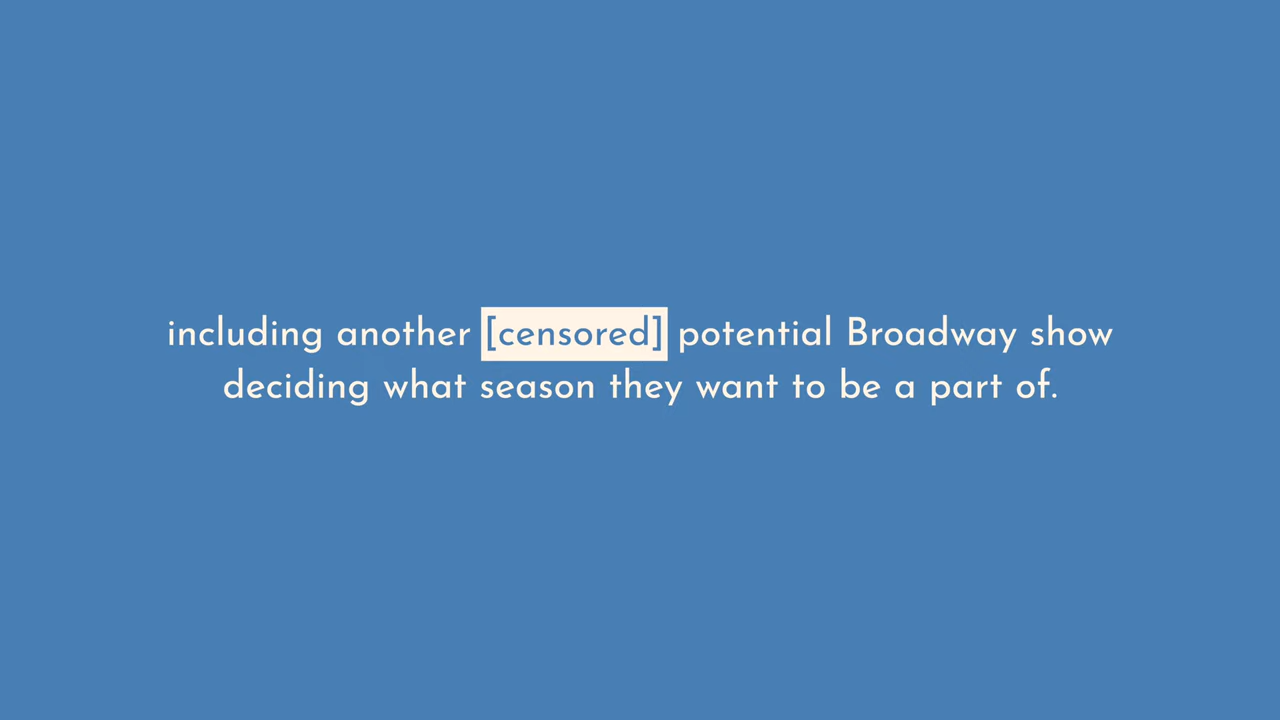 including another [censored] potential Broadway show
deciding what season they want to be a part of.